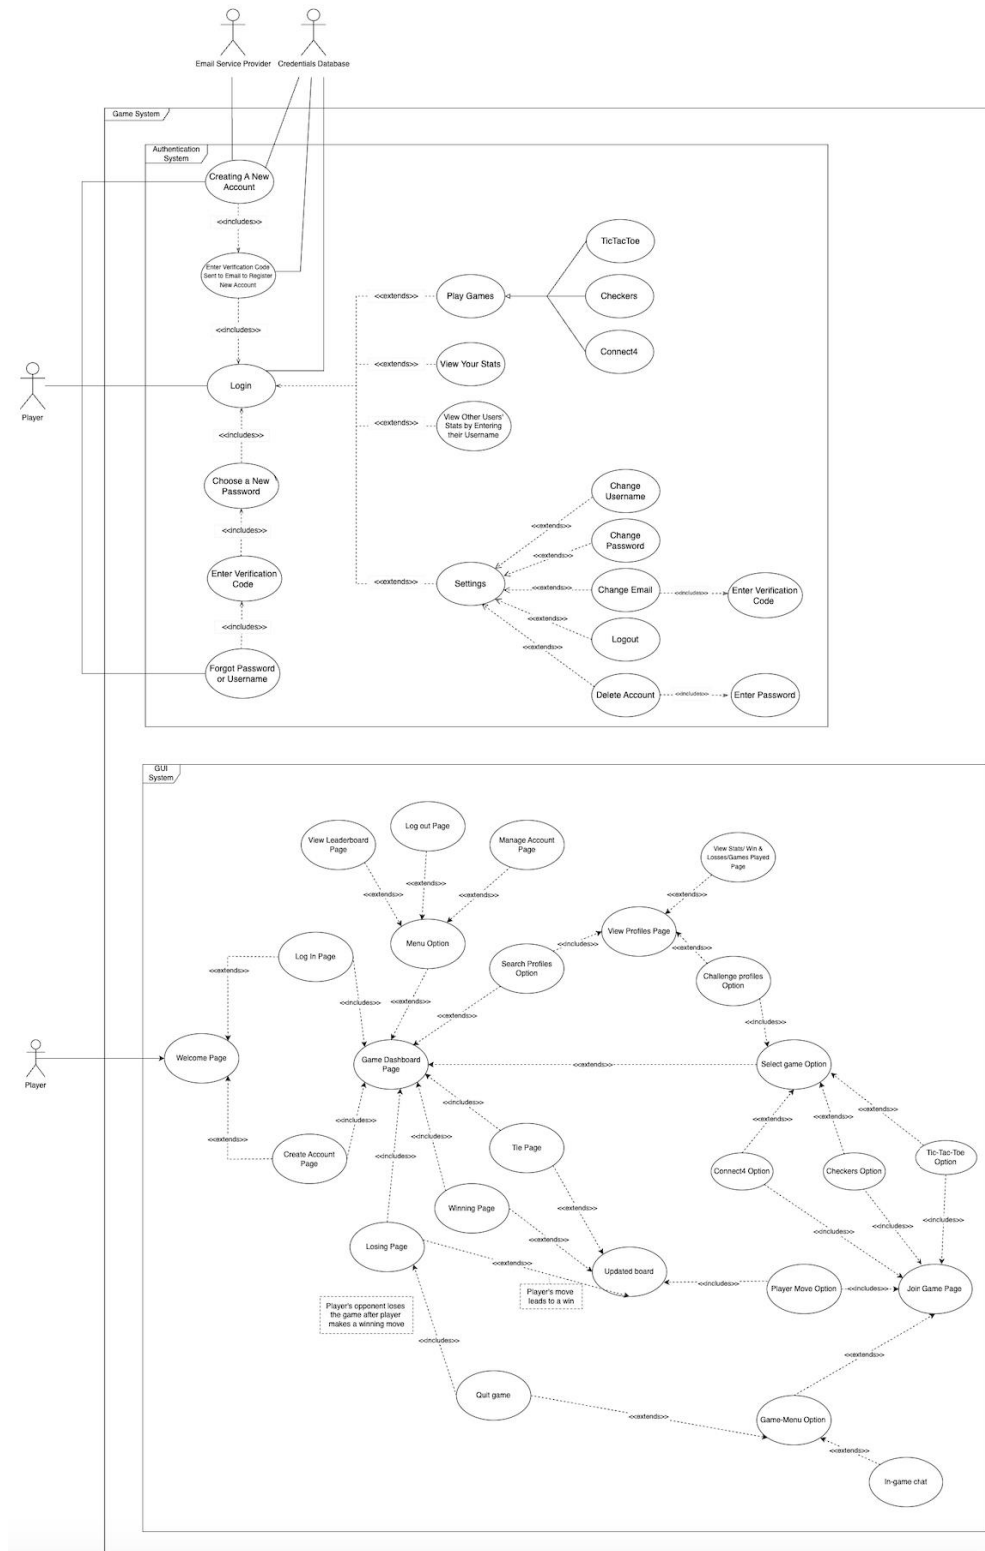 Email Service Provider
Credentials Database
Game System
Authentication
System
Creating A New
Account
<<includes>>
Enter Verification Code
Sent to Email to Register
New Account
<<includes>>
Login
Player
<<includes>>
Choose a New
Password
<<includes>>
Enter Verification
Code
<<includes>>
Forgot Password
or Username
<<extends>>
Play Games
TicTacToe
Checkers
Connect4
<<extends>>
View Your Stats
<<extends>>
View Other Users'
Stats by Entering
their Username
<<extends>>
Settings
<<extends>>
Change
Username
<<extends>>
Change
Password
<<extends>>
Change Email
<<includes>>
Enter Verification
Code
<<extends>>
Logout
<<extends>>
Delete Account
<<includes>>
Enter Password
GUI
System
View Leaderboard
Page
Log out Page
Manage Account
Page
View Stats/ Win &
Losses/Games Played
Page
<<extends>>
<<extends>>
<<extends>>
<<extends>>
Menu Option
View Profiles Page
<<includes>>
<<extends>>
Log In Page
Search Profiles
Option
Challenge profiles
Option
<<extends>>
<<includes>>
<<extends>>
<<extends>>
<<includes>>
Player
Welcome Page
Game Dashboard
Page
<<extends>>
Select game Option
<<extends>>
<<includes>>
<<includes>>
<<includes>>
<<includes>>
<<extends>>
<<extends>>
<<extends>>
Create Account
Page
Tie Page
Connect4 Option
Checkers Option
Tic-Tac-Toe
Option
Winning Page
<<extends>>
<<extends>>
<<includes>>
<<includes>>
<<includes>>
Losing Page
<<extends>>
Updated board
<<includes>>
Player Move Option
<<includes>>
Join Game Page
Player's move
leads to a win
Player's opponent loses
the game after player
makes a winning move
<<includes>>
<<extends>>
Quit game
<<extends>>
Game-Menu Option
<<extends>>
In-game chat